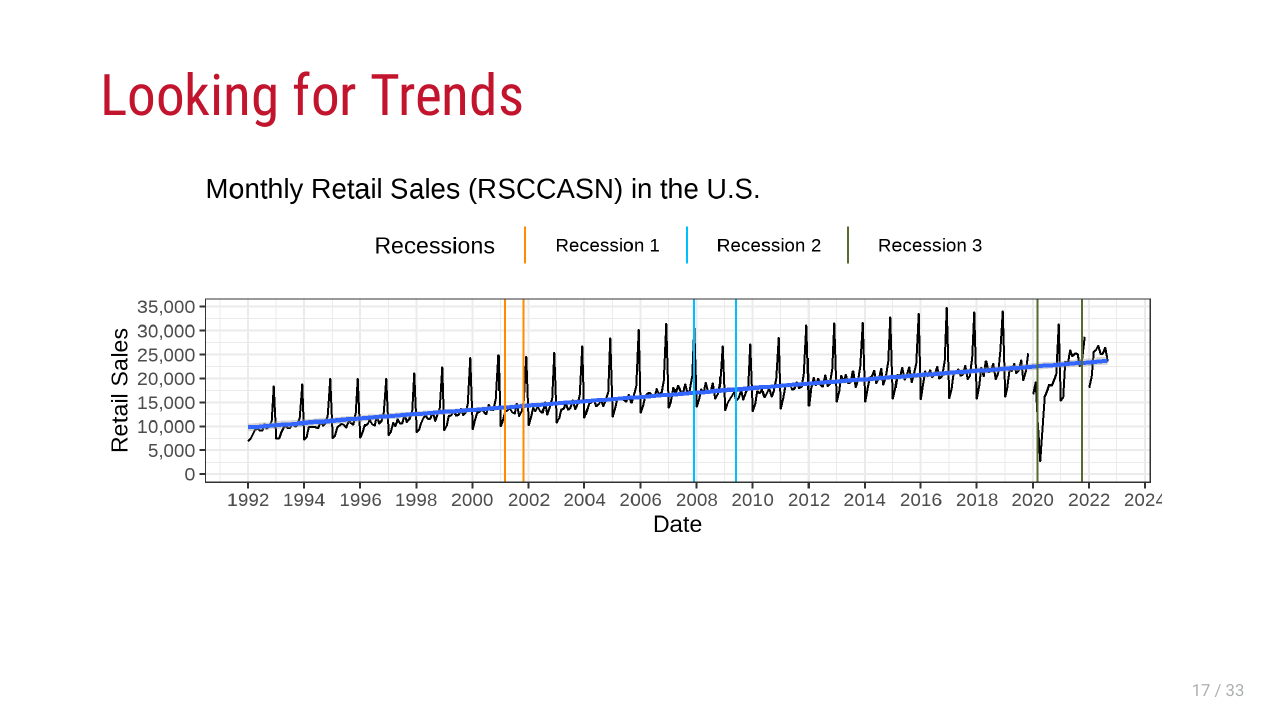 Looking for Trends
Monthly Retail Sales (RSCCASN) in the U.S.
Recessions Recession 1 Recession 2 Recession 3
35,000
30,000
25,000
20,000
15,000
10,000
5,000
0
Retail Sales
1992 1994 1996 1998 2000 2002 2004 2006 2008 2010 2012 2014 2016 2018 2020 2022 2024
Date
17 / 33